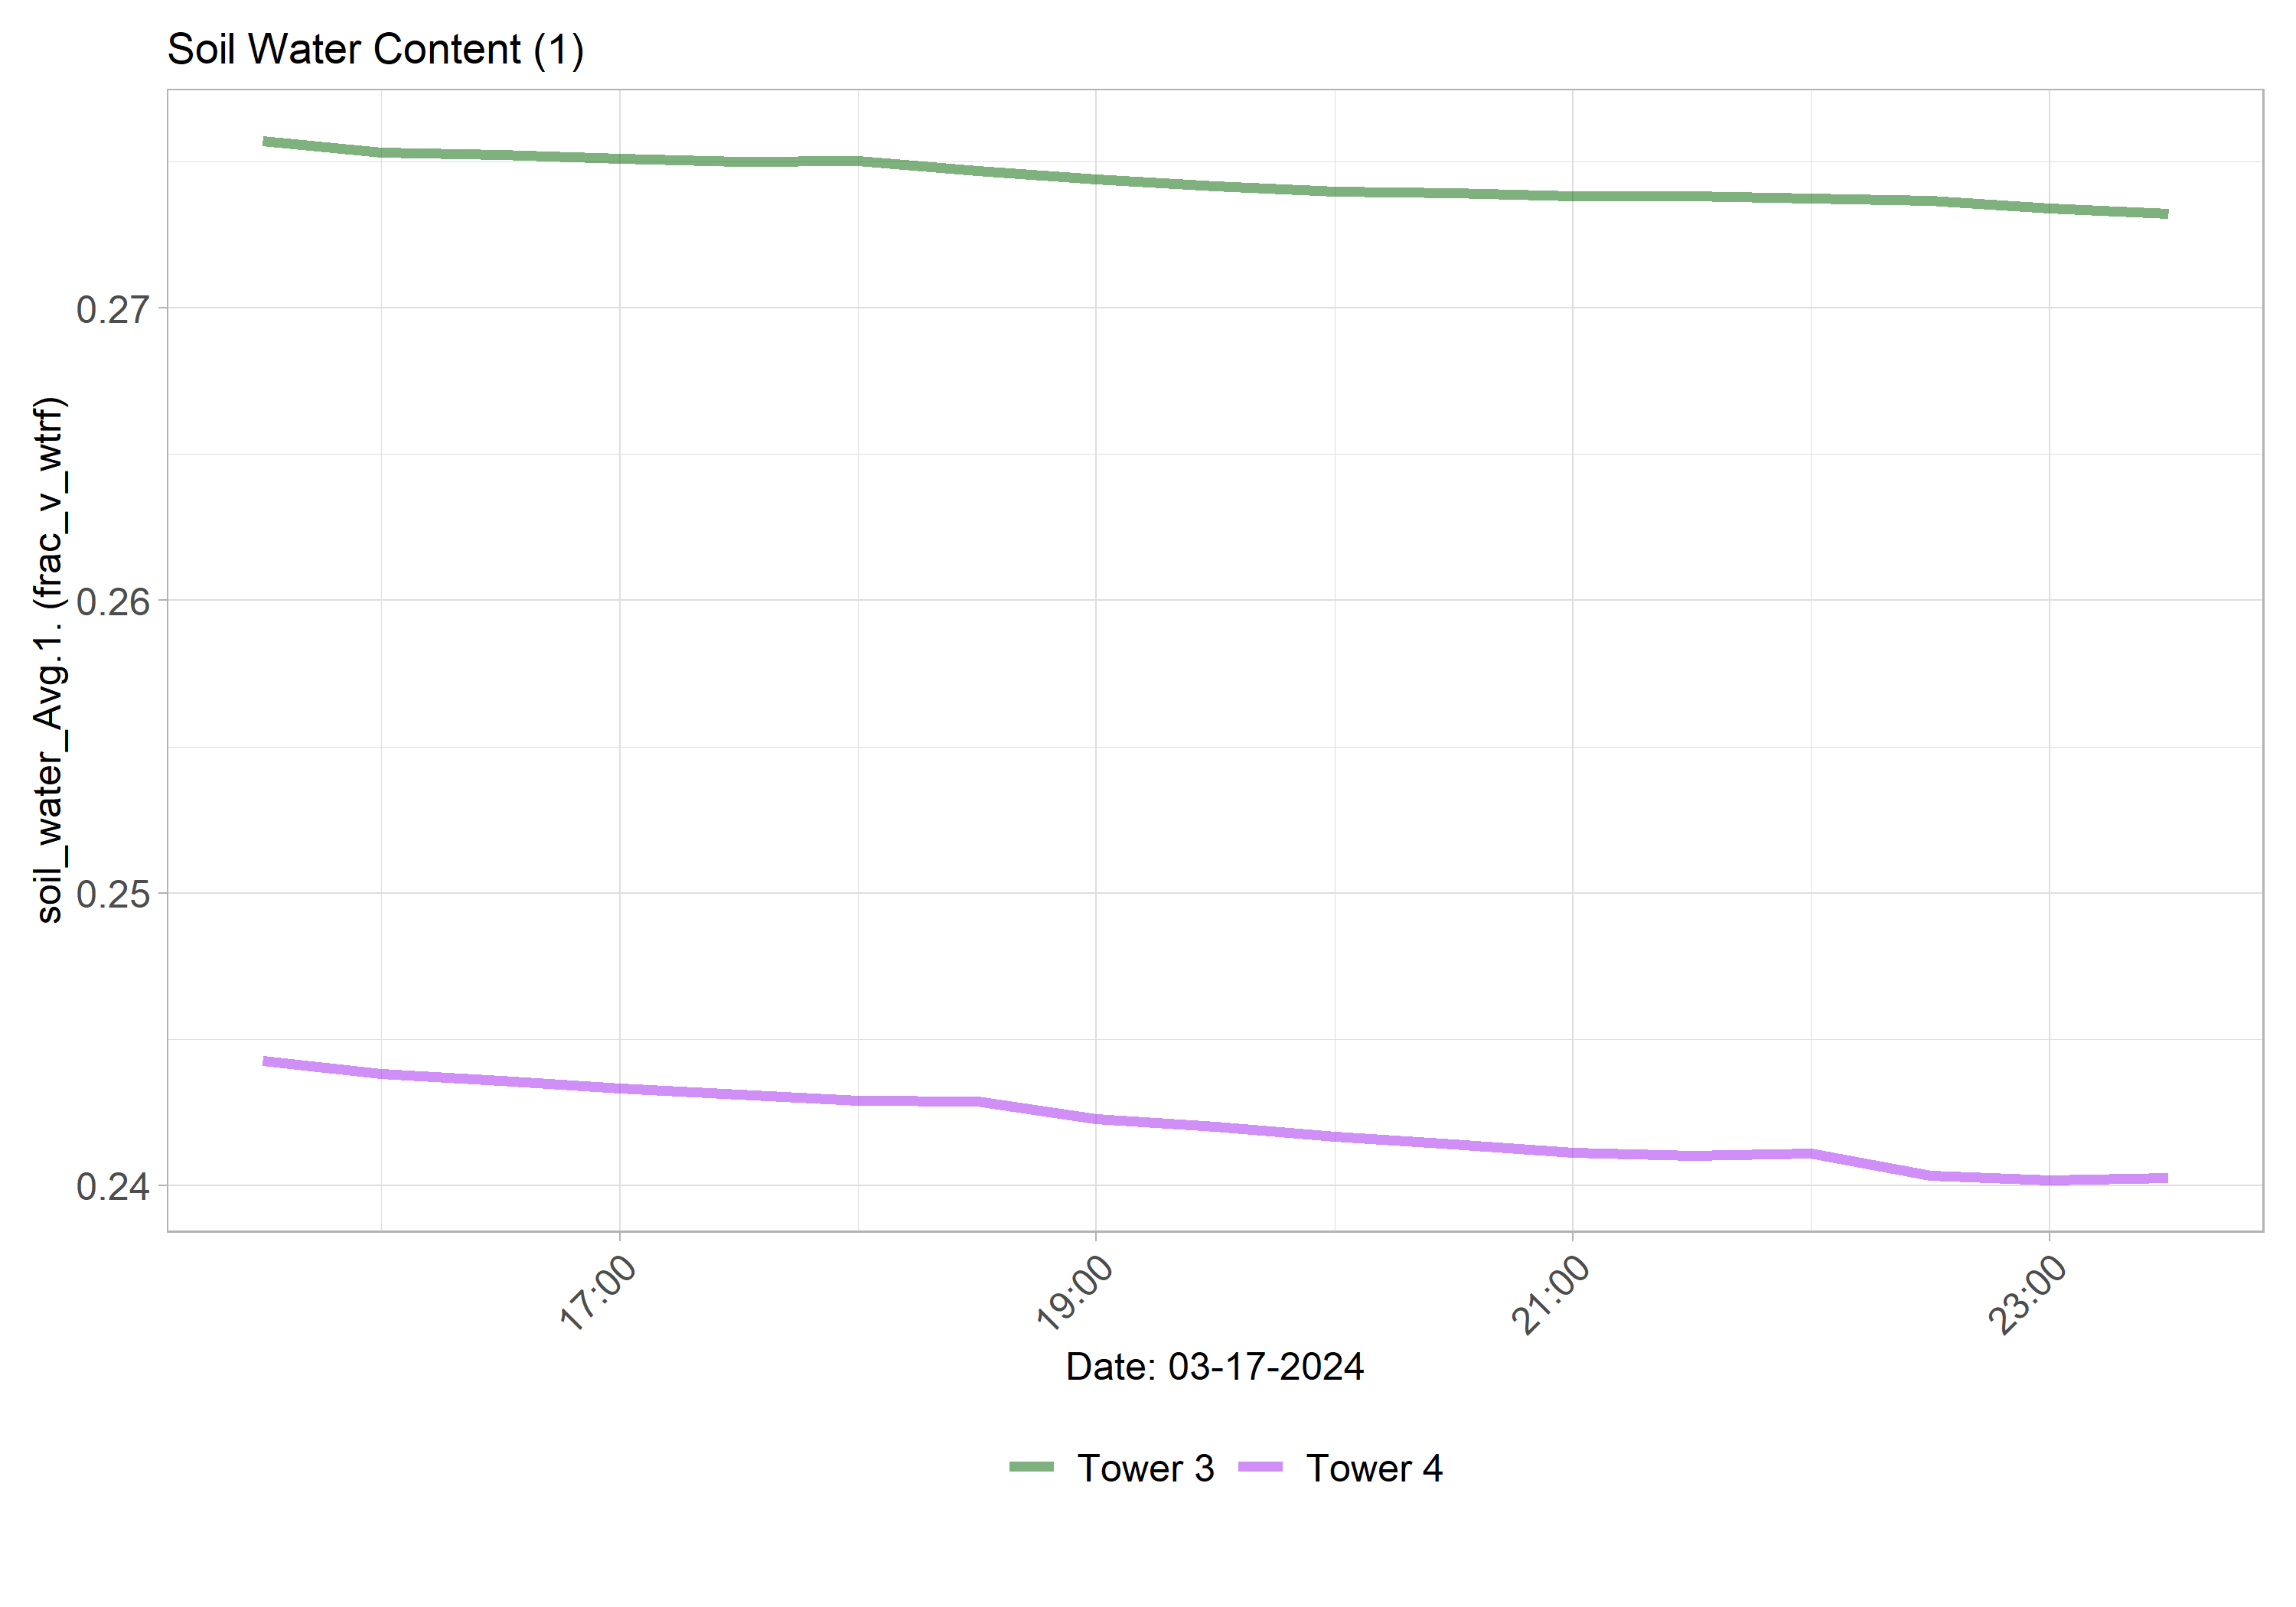 Soil Water Content (1)
soil_water_Avg.1. (frac_v_wtrf)
0.27
0.26
0.25
0.24
17:00
19:00
21:00
23:00
Date: 03-17-2024
Tower 3
Tower 4